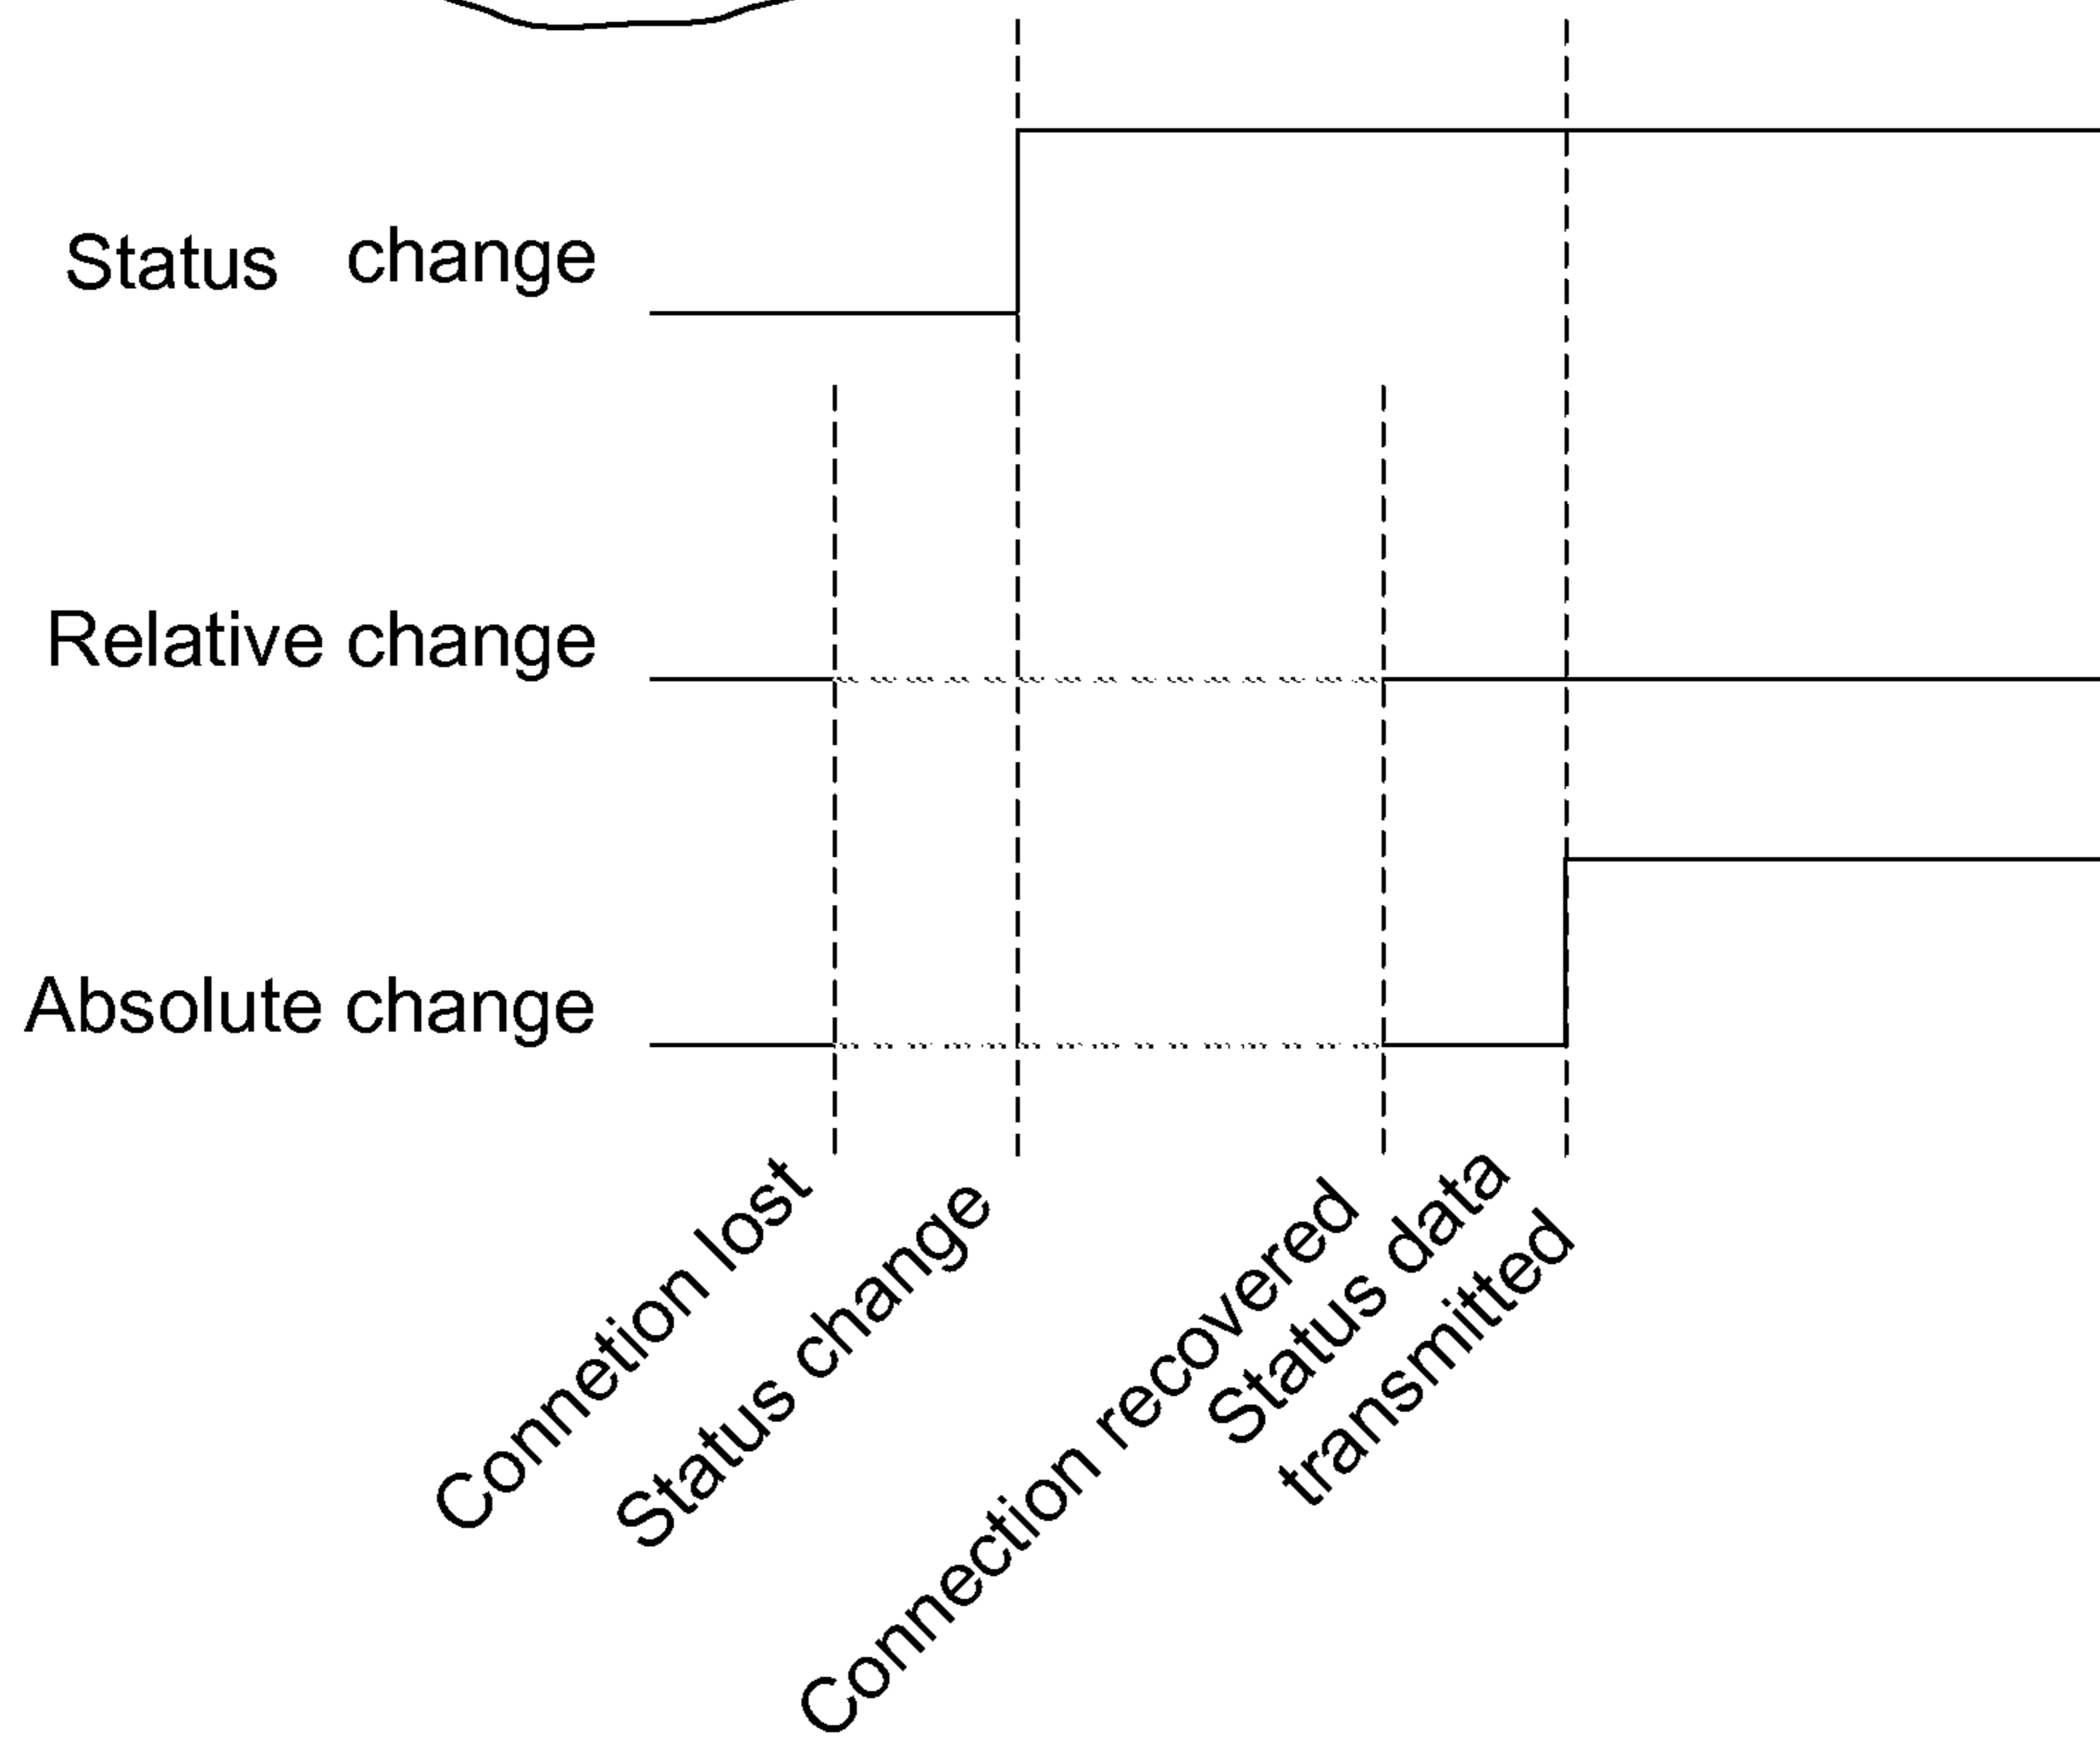 Status change
Relative change
Absolute change
Connetion lost
Status change
Connection recovered
Status data
transmitted